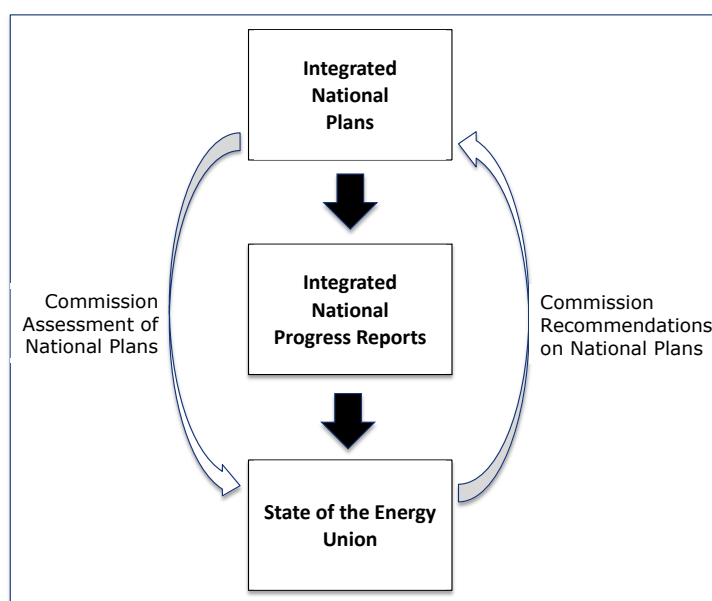 Integrated
National
Plans
Integrated
National
Progress Reports
Commission
Assessment of
National Plans
Commission
Recommendations
on National Plans
State of the Energy
Union